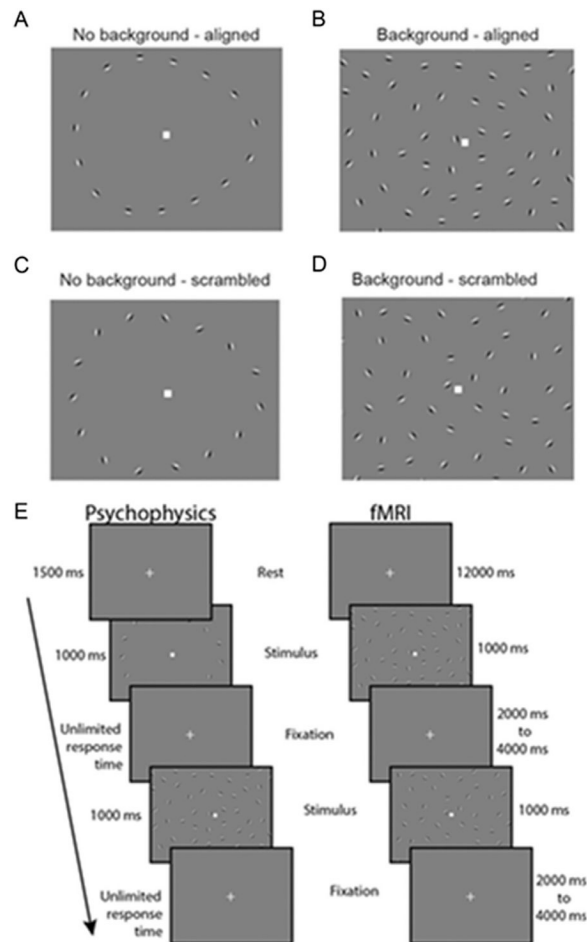 A
No background - aligned
B
Background - aligned
C
No background - scrambled
D
Background - scrambled
E
Psychophysics
fMRI
1500 ms
Rest
12000 ms
1000 ms
Stimulus
1000 ms
Unlimited
response
time
Fixation
2000 ms
to
4000 ms
1000 ms
Stimulus
1000 ms
Unlimited
response
time
Fixation
2000 ms
to
4000 ms